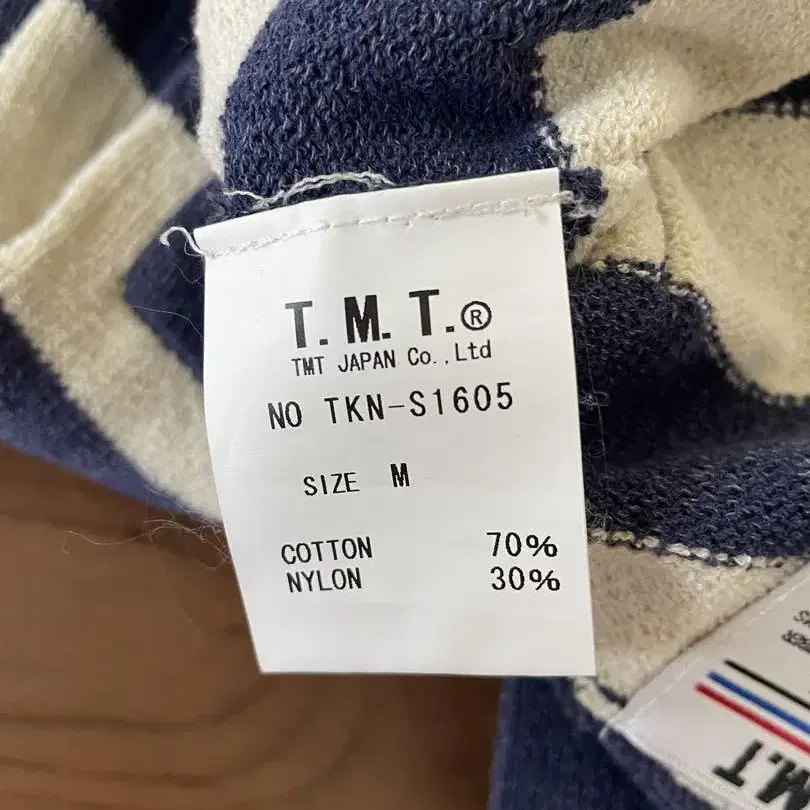 T.M.T.®
TMT JAPAN Co.,Ltd
NO TKN-S1605
SIZE M
COTTON 70%
NYLON 30%
M.T